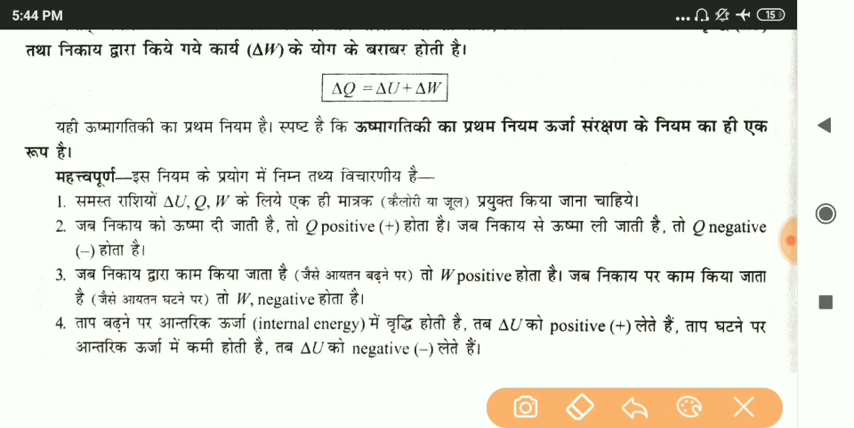 5:44 PM
15
तथा निकाय द्वारा किये गये कार्य (ΔW) के योग के बराबर होती है।
ΔQ = ΔU + ΔW
यही ऊष्मागतिकी का प्रथम नियम है। स्पष्ट है कि ऊष्मागतिकी का प्रथम नियम ऊर्जा संरक्षण के नियम का ही एक
रूप है।
महत्त्वपूर्ण—इस नियम के प्रयोग में निम्न तथ्य विचारणीय है—
1. समस्त राशियों ΔU, Q, W के लिये एक ही मात्रक (कैलोरी या जूल) प्रयुक्त किया जाना चाहिये।
2. जब निकाय को ऊष्मा दी जाती है, तो Q positive (+) होता है। जब निकाय से ऊष्मा ली जाती है, तो Q negative
(–) होता है।
3. जब निकाय द्वारा काम किया जाता है (जैसे आयतन बढ़ने पर) तो W positive होता है। जब निकाय पर काम किया जाता
है (जैसे आयतन घटने पर) तो W, negative होता है।
4. ताप बढ़ने पर आन्तरिक ऊर्जा (internal energy) में वृद्धि होती है, तब ΔU को positive (+) लेते हैं, ताप घटने पर
आन्तरिक ऊर्जा में कमी होती है, तब ΔU को negative (–) लेते हैं।